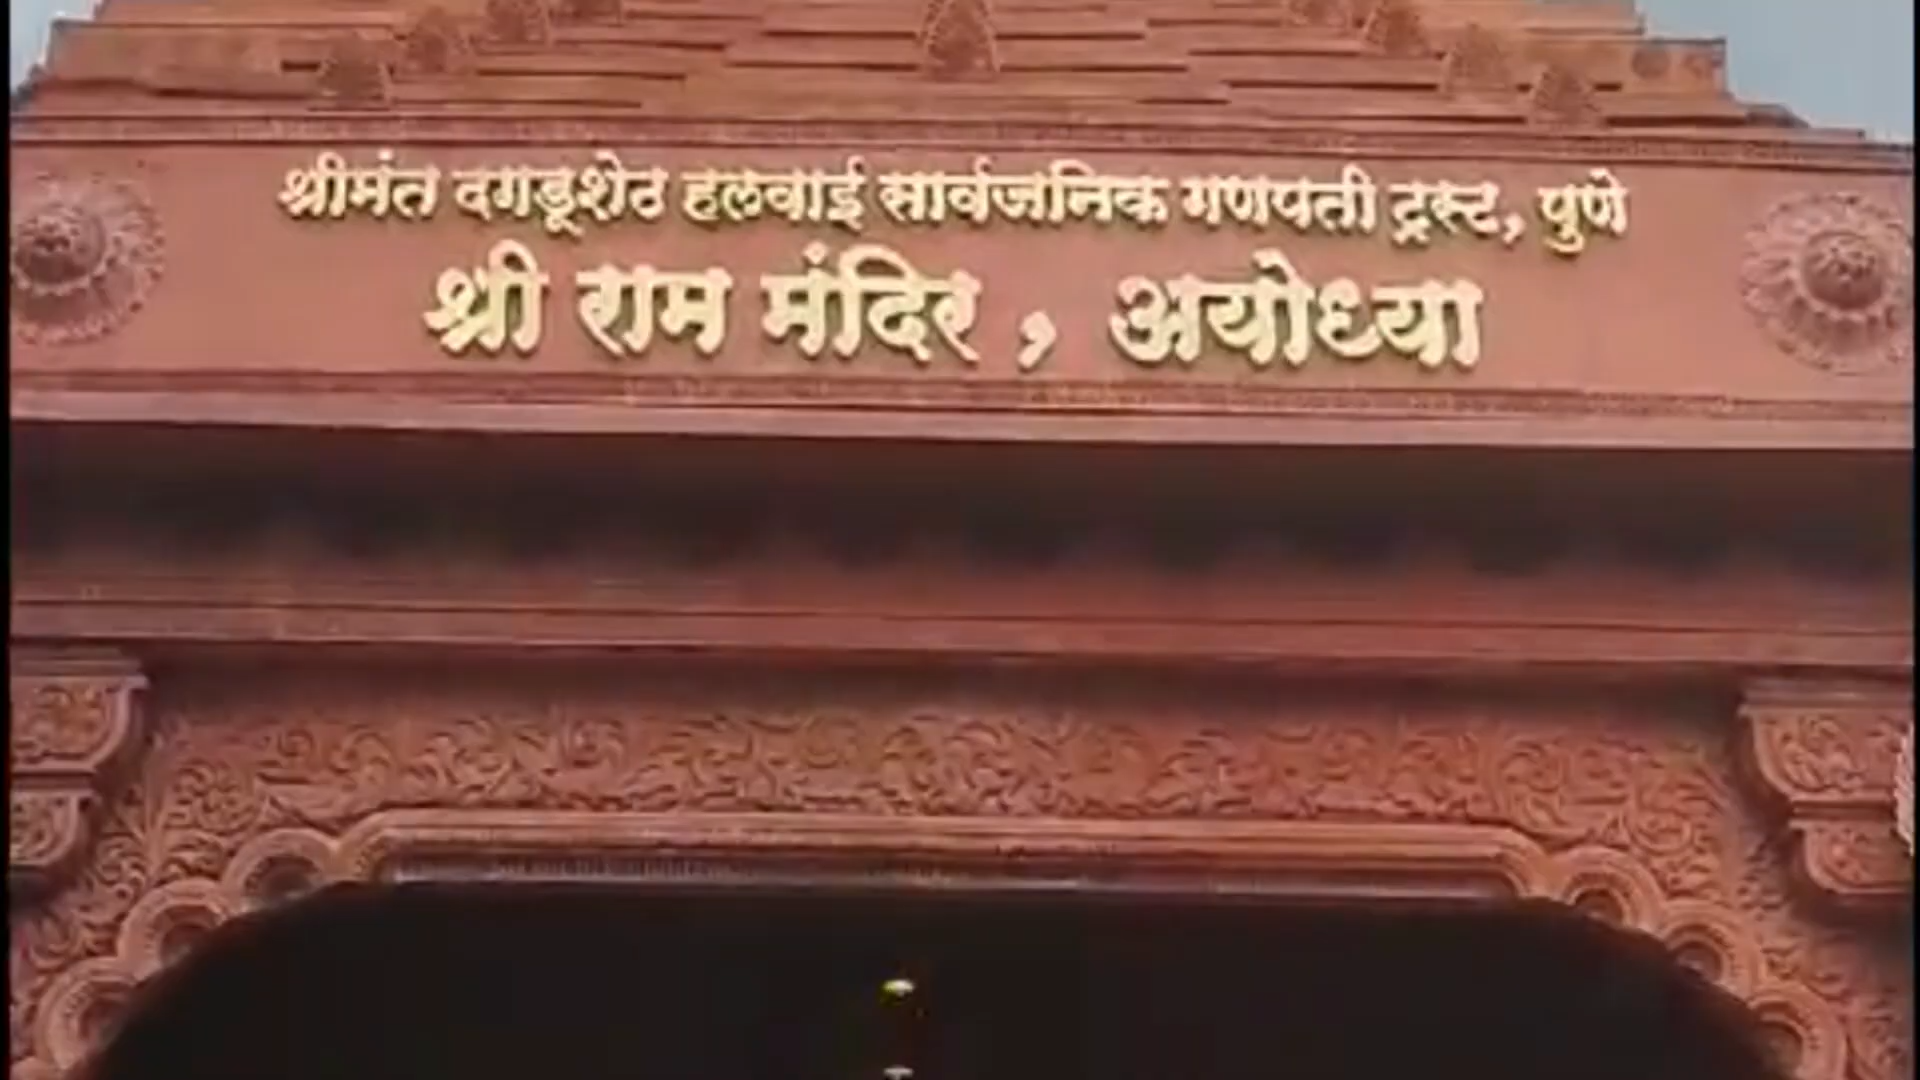 श्रीमंत दगडूशेठ हलवाई सार्वजनिक गणपती ट्रस्ट, पुणे
श्री राम मंदिर , अयोध्या